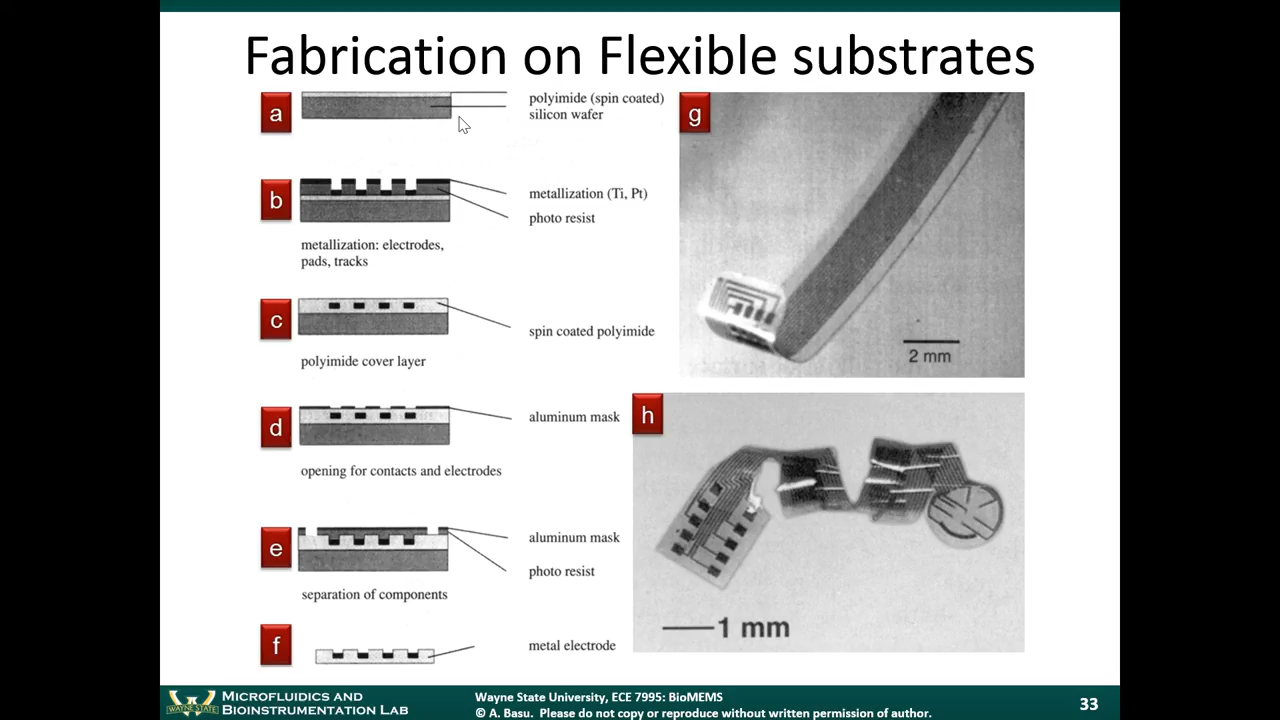 Fabrication on Flexible substrates
a
polyimide (spin coated)
silicon wafer
b
metallization (Ti, Pt)
photo resist
metallization: electrodes,
pads, tracks
c
spin coated polyimide
polyimide cover layer
d
aluminum mask
opening for contacts and electrodes
e
aluminum mask
photo resist
separation of components
f
metal electrode
g
2 mm
h
1 mm
WAYNE STATE
MICROFLUIDICS AND
BIOINSTRUMENTATION LAB
Wayne State University, ECE 7995: BioMEMS
© A. Basu. Please do not copy or reproduce without written permission of author.
33